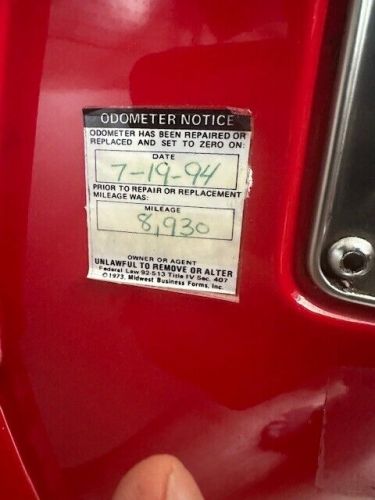 ODOMETER NOTICE
ODOMETER HAS BEEN REPAIRED OR
REPLACED AND SET TO ZERO ON:
DATE
7-19-94
PRIOR TO REPAIR OR REPLACEMENT
MILEAGE WAS:
MILEAGE
8,930
OWNER OR AGENT
UNLAWFUL TO REMOVE OR ALTER
Federal Law 92-513 Title IV Sec. 407
©1973, Midwest Business Forms, Inc.